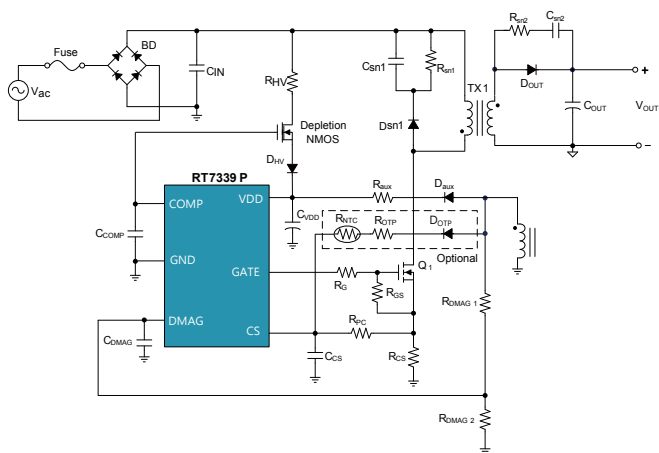 Fuse
BD
Vac
CIN
RHV
Csn1
Rsn1
TX1
Rsn2
Csn2
DOUT
COUT
+
VOUT
−
Dsn1
Depletion
NMOS
DHV
RT7339 P
COMP
VDD
GND
GATE
DMAG
CS
CCOMP
CVDD
Raux
Daux
RNTC
ROTP
DOTP
Optional
Q1
RG
RGS
RPC
CDMAG
CCS
RCS
RDMAG 1
RDMAG 2